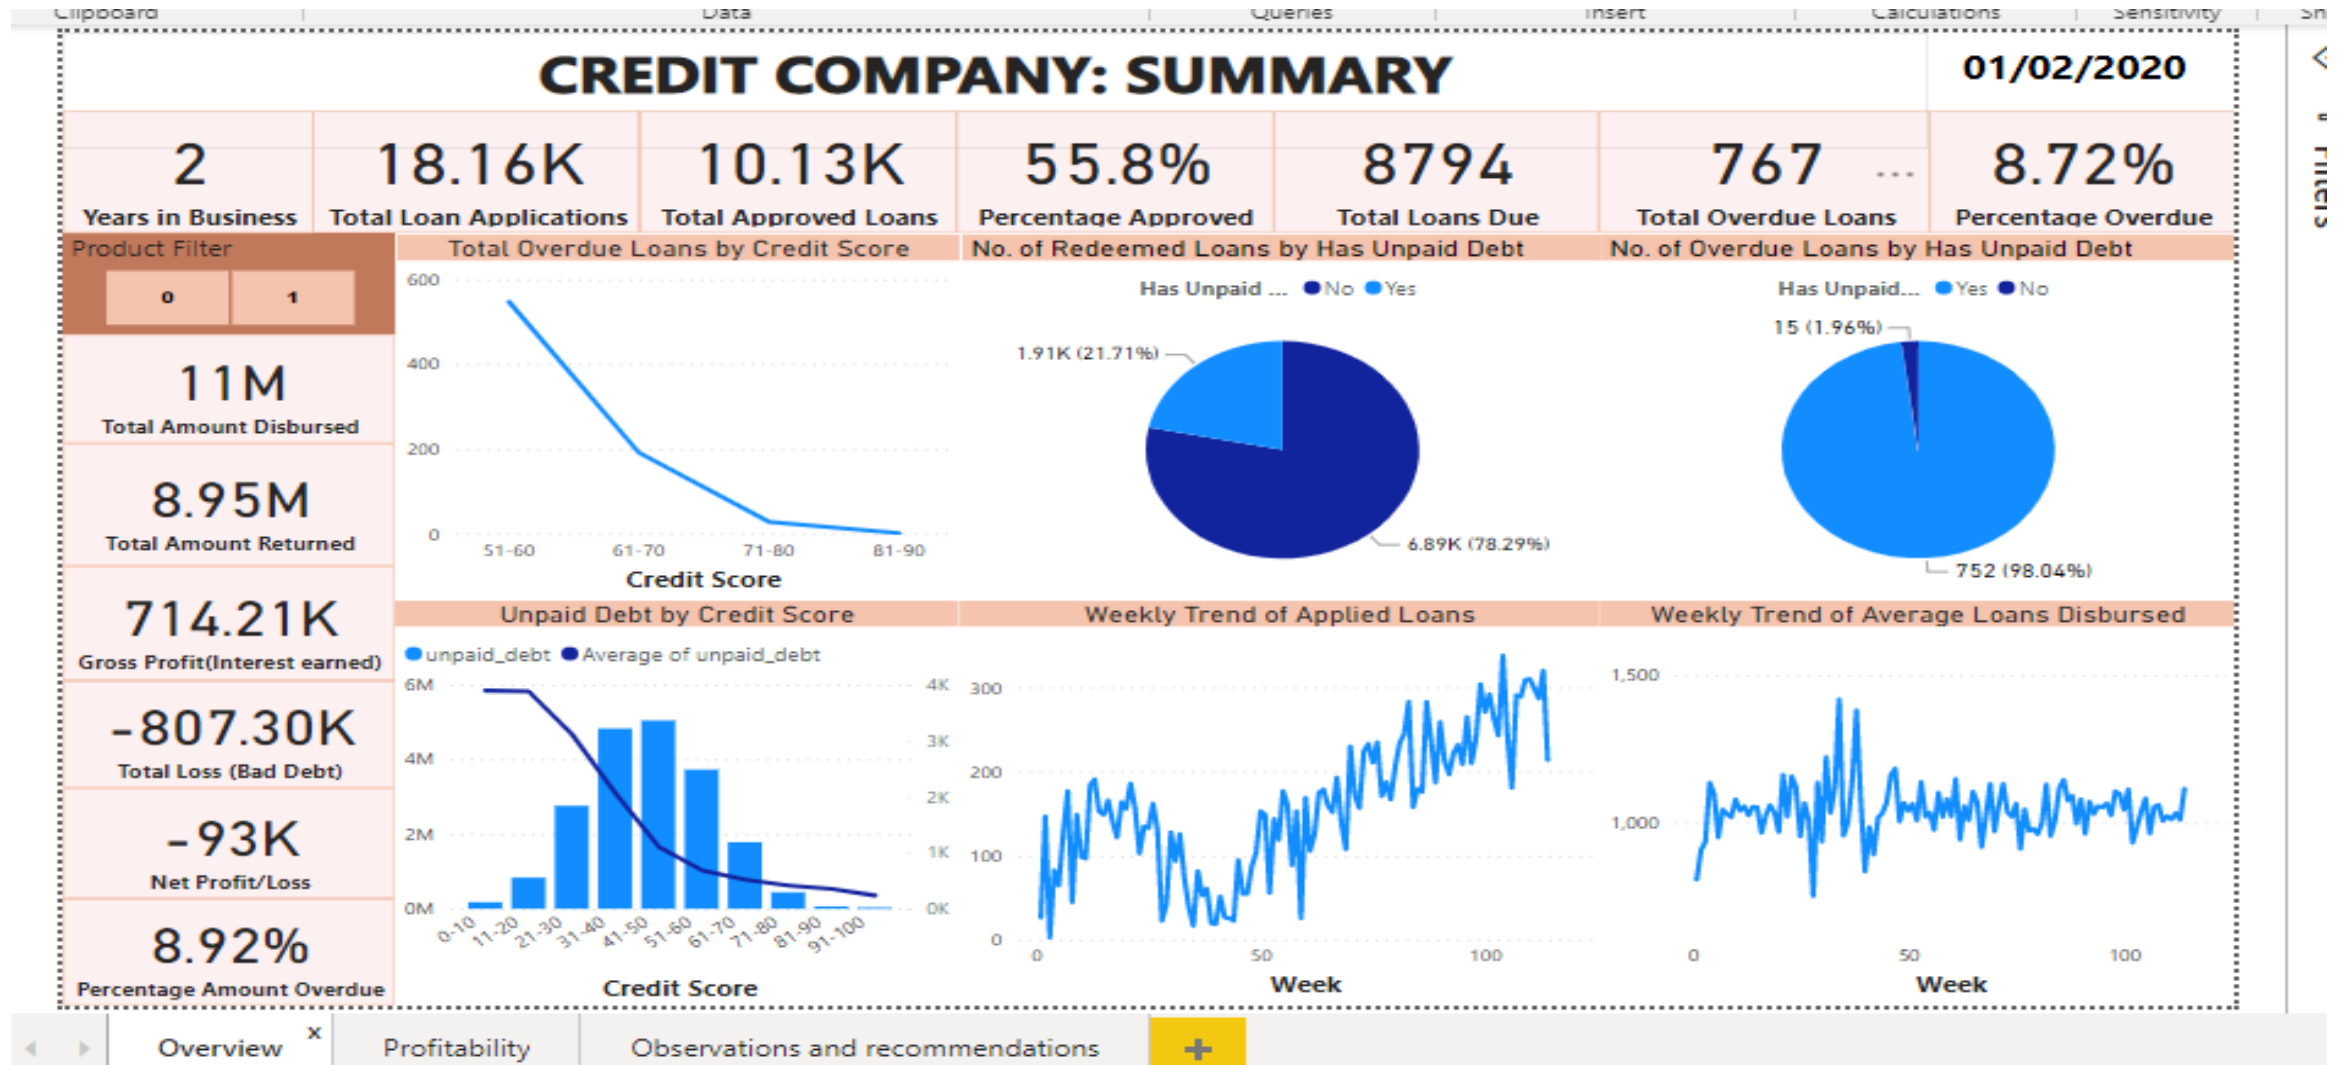 Clipboard Data Queries Insert Calculations Sensitivity Sh
CREDIT COMPANY: SUMMARY
01/02/2020
Filters
2
Years in Business
18.16K
Total Loan Applications
10.13K
Total Approved Loans
55.8%
Percentage Approved
8794
Total Loans Due
767
...
Total Overdue Loans
8.72%
Percentage Overdue
Product Filter
0 1
11M
Total Amount Disbursed
8.95M
Total Amount Returned
714.21K
Gross Profit(Interest earned)
-807.30K
Total Loss (Bad Debt)
-93K
Net Profit/Loss
8.92%
Percentage Amount Overdue
Total Overdue Loans by Credit Score
600
400
200
0
51-60 61-70 71-80 81-90
Credit Score
No. of Redeemed Loans by Has Unpaid Debt
Has Unpaid ... No Yes
1.91K (21.71%)
6.89K (78.29%)
No. of Overdue Loans by Has Unpaid Debt
Has Unpaid... Yes No
15 (1.96%)
752 (98.04%)
Unpaid Debt by Credit Score
unpaid_debt Average of unpaid_debt
6M 4K
3K
4M
2K
2M
1K
0M 0K
0-10 11-20 21-30 31-40 41-50 51-60 61-70 71-80 81-90 91-100
Credit Score
Weekly Trend of Applied Loans
300
200
100
0
0 50 100
Week
Weekly Trend of Average Loans Disbursed
1,500
1,000
0 50 100
Week
Overview x Profitability Observations and recommendations +